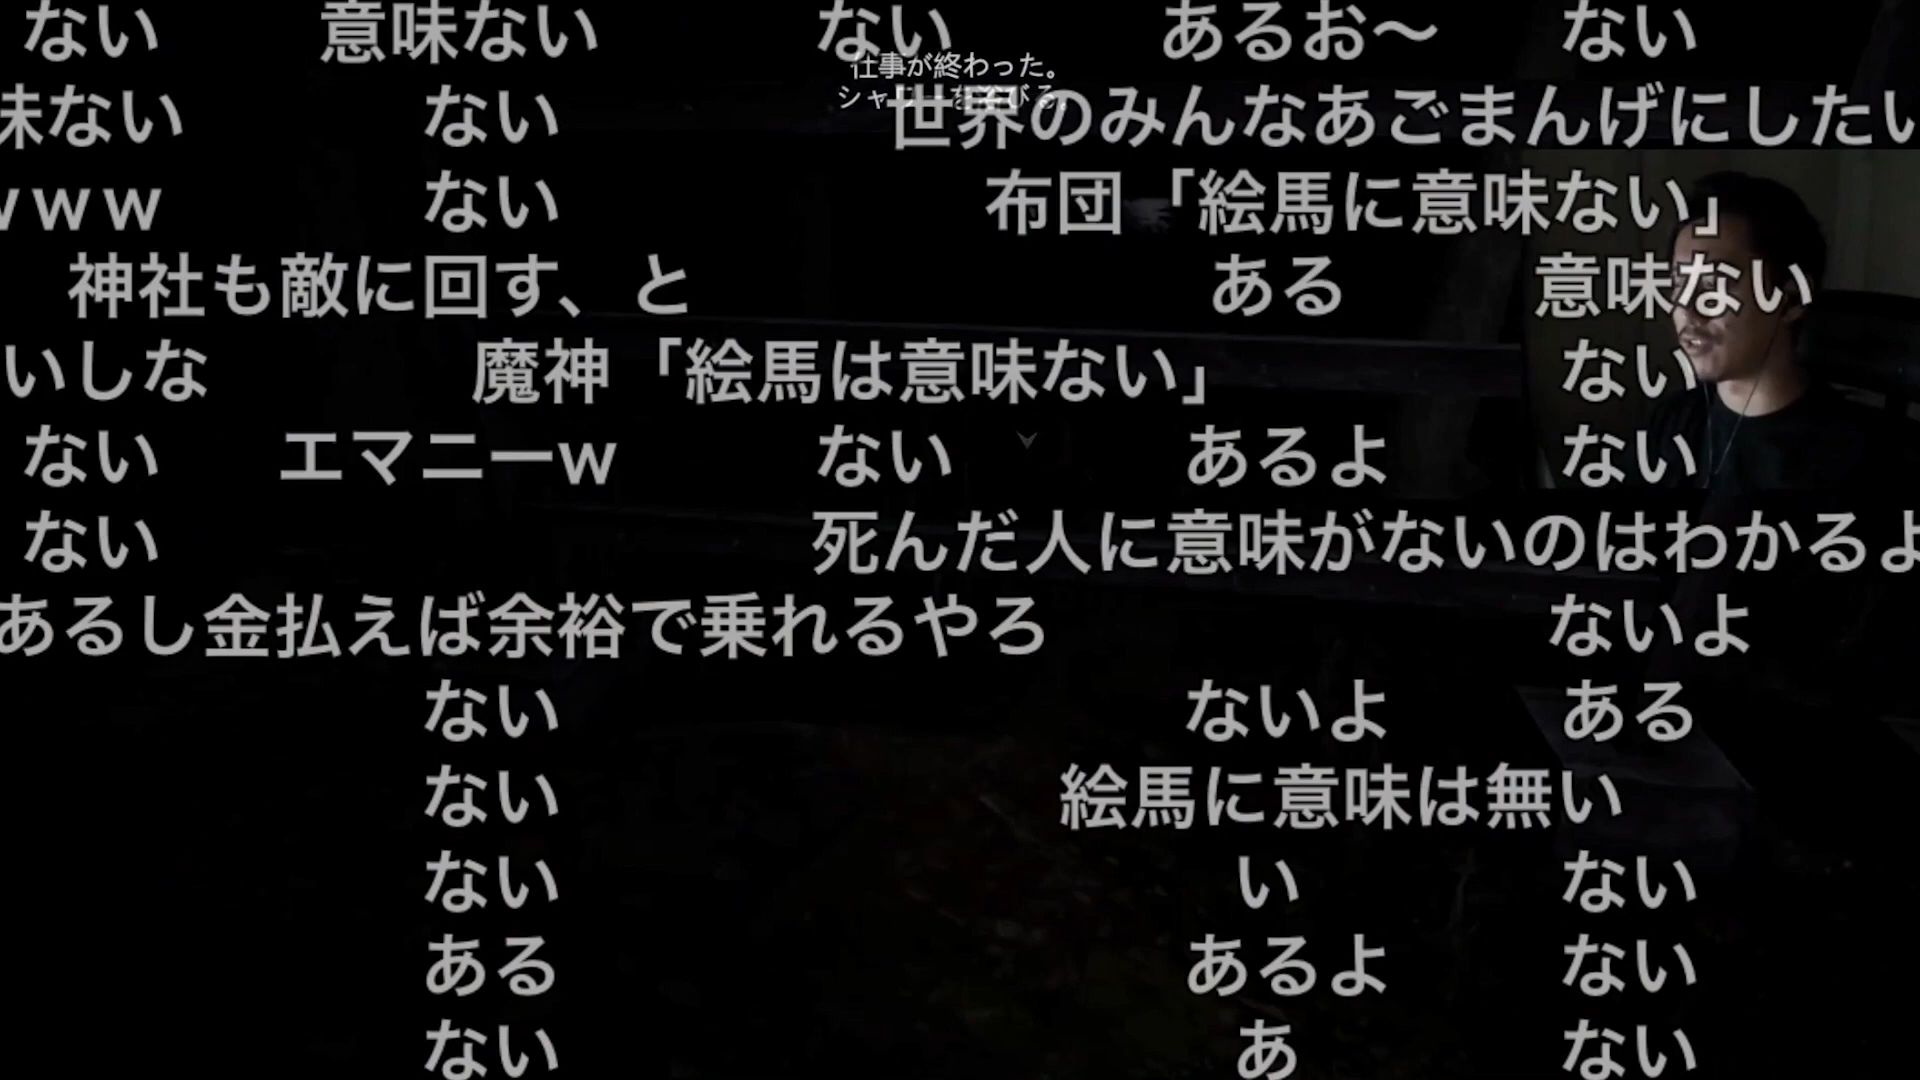 ない 意味ない ない あるお～ ない
仕事が終わった。
シャワーを浴びる。
味ない ない 世界のみんなあごまんげにしたい
ｗｗｗ ない 布団「絵馬に意味ない」
神社も敵に回す、と ある 意味ない
いしな 魔神「絵馬は意味ない」 ない
ない エマニーw ない あるよ ない
ない 死んだ人に意味がないのはわかるよ
あるし金払えば余裕で乗れるやろ ないよ
ない ないよ ある
ない 絵馬に意味は無い
ない い ない
ある あるよ ない
ない あ ない